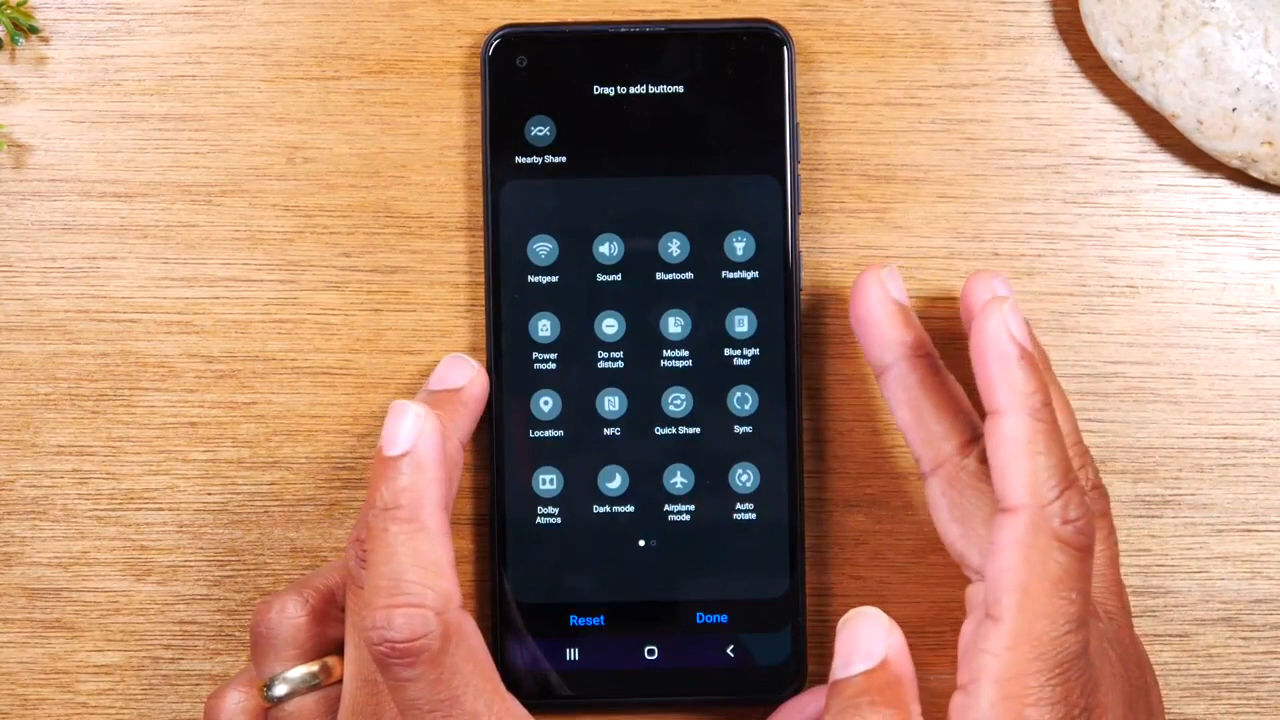 Drag to add buttons
Nearby Share
Netgear
Sound
Bluetooth
Flashlight
Power
mode
Do not
disturb
Mobile
Hotspot
Blue light
filter
Location
NFC
Quick Share
Sync
Dolby
Atmos
Dark mode
Airplane
mode
Auto
rotate
Reset
Done